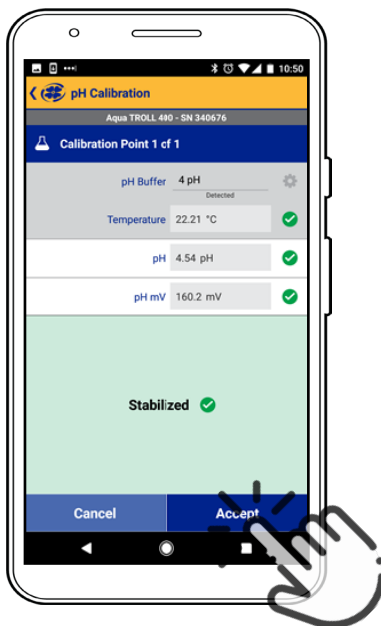 10:50
pH Calibration
Aqua TROLL 400 - SN 340676
Calibration Point 1 of 1
pH Buffer 4 pH
Detected
Temperature 22.21 °C
pH 4.54 pH
pH mV 160.2 mV
Stabilized
Cancel Accept